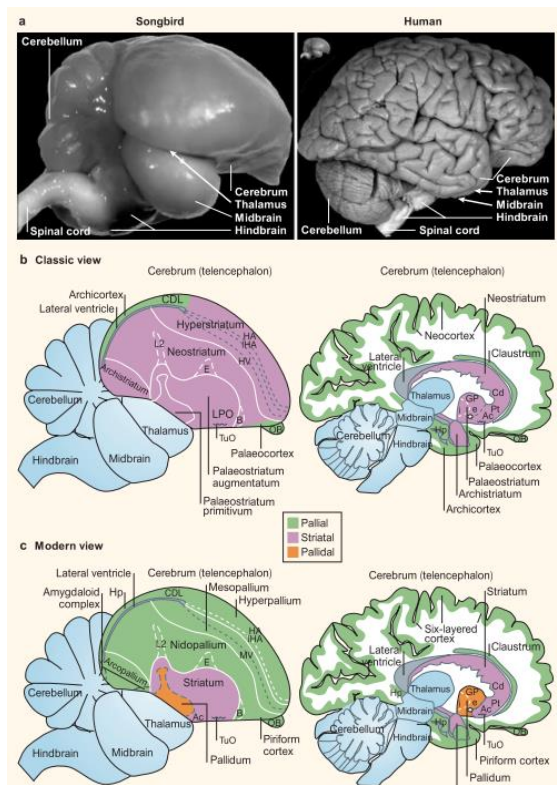 a
Songbird
Human
Cerebellum
Cerebrum
Thalamus
Midbrain
Hindbrain
Spinal cord
Cerebrum
Thalamus
Midbrain
Hindbrain
Cerebellum
Spinal cord
b Classic view
Cerebrum (telencephalon)
Archicortex
Lateral ventricle
CDL
Hyperstriatum
HA
IHA
HV
L2
Neostriatum
E
Archistriatum
LPO
B
OB
Cerebellum
Thalamus
TuO
Palaeocortex
Hindbrain
Midbrain
Palaeostriatum
augmentatum
Palaeostriatum
primitivum
Cerebrum (telencephalon)
Neostriatum
Neocortex
Claustrum
Lateral
ventricle
Thalamus
GP
Cd
Pt
Ac
Midbrain
Cerebellum
Hindbrain
Hp
OB
TuO
Palaeocortex
Palaeostriatum
Archistriatum
Archicortex
Pallial
Striatal
Pallidal
c Modern view
Cerebrum (telencephalon)
Lateral ventricle
Mesopallium
Hyperpallium
Amygdaloid
complex
Hp
CDL
HA
IHA
MV
L2
Nidopallium
E
Arcopallium
Striatum
Cerebellum
Thalamus
Ac
B
OB
TuO
Piriform
cortex
Hindbrain
Midbrain
Pallidum
Cerebrum (telencephalon)
Striatum
Six-layered
cortex
Claustrum
Lateral
ventricle
Hp
Thalamus
GP
Cd
Pt
Ac
Midbrain
Cerebellum
Hindbrain
Hp
OB
TuO
Piriform cortex
Pallidum